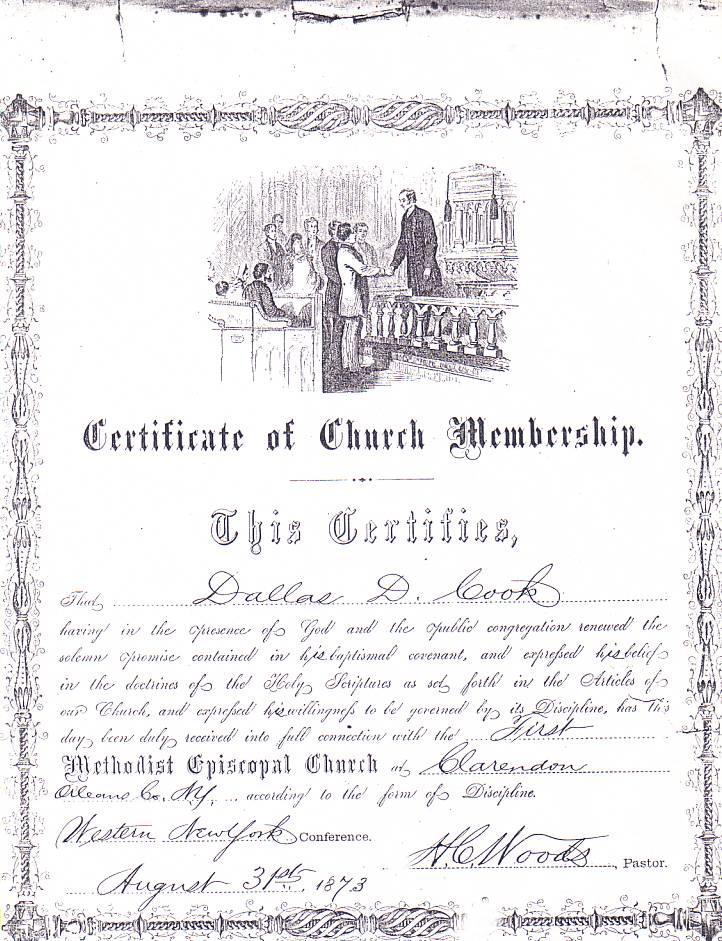 Certificate of Church Membership.
This Certifies,
That Dallas D. Cook
having in the presence of God and the public congregation renewed the
solemn promise contained in his baptismal covenant, and expressed his belief
in the doctrines of the Holy Scriptures as set forth in the Articles of
our Church, and expressed his willingness to be governed by its Discipline, has this
day been duly received into full connection with the First
Methodist Episcopal Church at Clarendon
Orleans Co. N.Y. according to the form of Discipline.
Western New York Conference.
H.C. Woods, Pastor.
August 31st 1873